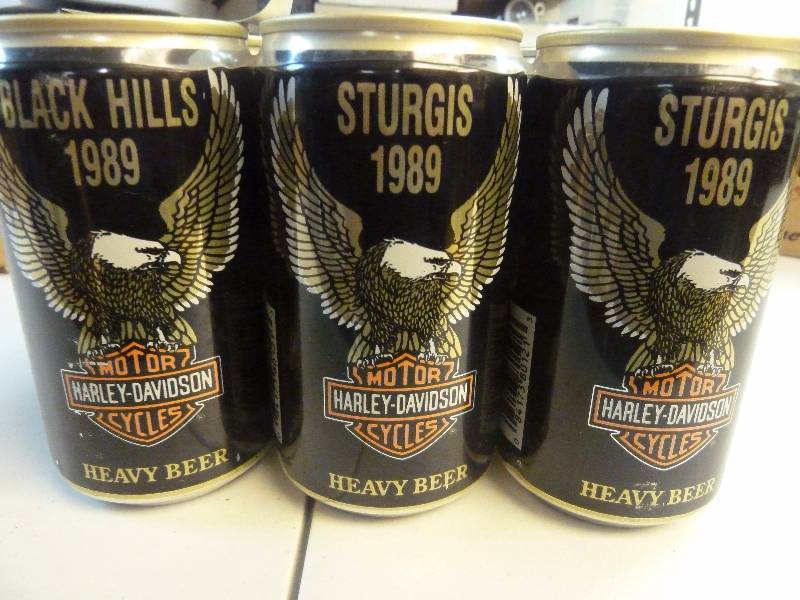 BLACK HILLS
1989
MOTOR
HARLEY-DAVIDSON
CYCLES
HEAVY BEER
STURGIS
1989
MOTOR
HARLEY-DAVIDSON
CYCLES
HEAVY BEER
STURGIS
1989
MOTOR
HARLEY-DAVIDSON
CYCLES
HEAVY BEER